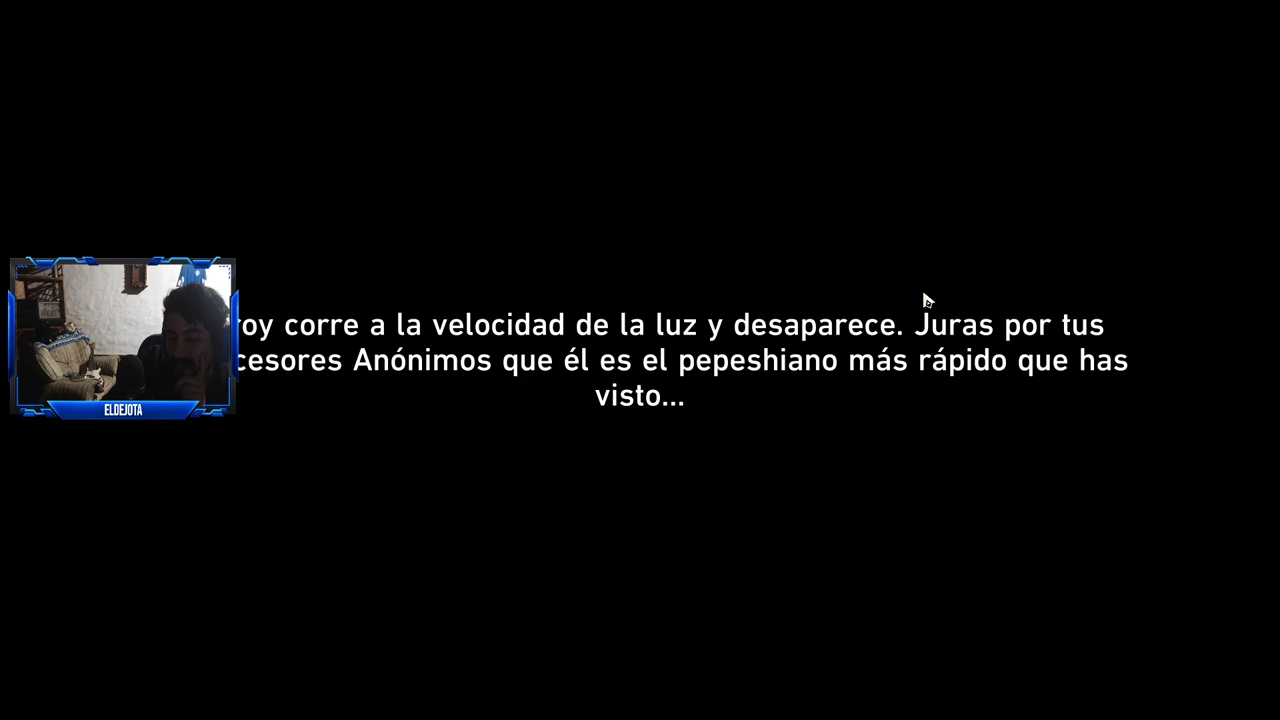 corre a la velocidad de la luz y desaparece. Juras por tus
Anónimos que él es el pepeshiano más rápido que has
visto...
ELDEJOTA